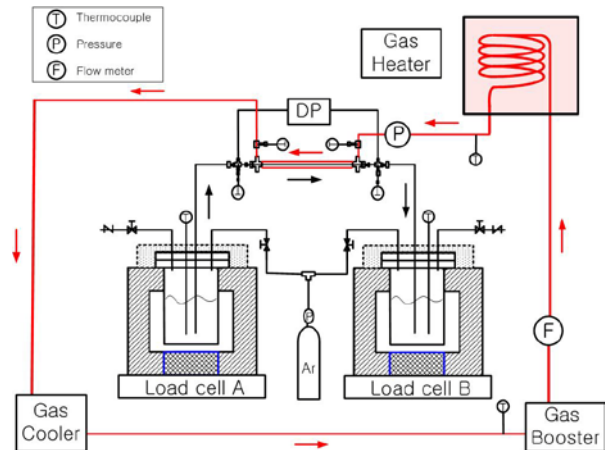 T Thermocouple
P Pressure
F Flow meter
Gas
Heater
DP
P
T
T
T
T
T
T
T
F
P
Ar
Load cell A
Load cell B
Gas
Cooler
T
Gas
Booster